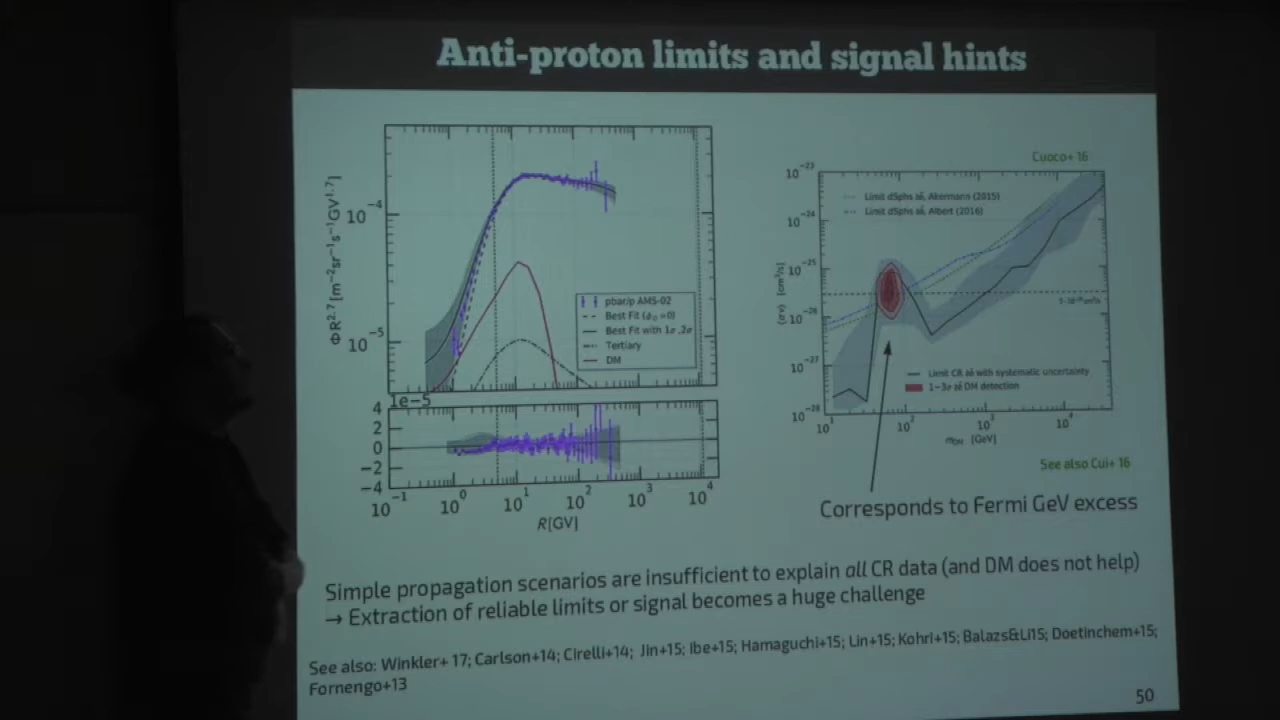 Anti-proton limits and signal hints
ΦR^2.7 [m^-2 sr^-1 s^-1 GV^1.7]
10^-4
10^-5
pbar/p AMS-02
Best Fit (ϕ_⊙ =0)
Best Fit with 1σ ,2σ
Tertiary
DM
1e−5
4
2
0
−2
−4
10^-1
10^0
10^1
10^2
10^3
10^4
R[GV]
Cuoco+ 16
10^-23
10^-24
10^-25
10^-26
10^-27
10^-28
⟨σv⟩ [cm³/s]
Limit dSphs
Ackermann (2015)
Limit dSphs
Albert (2016)
Limit CR
with systematic uncertainty
1−3σ
DM detection
10^1
10^2
10^3
10^4
m_DM [GeV]
See also Cui+ 16
Corresponds to Fermi GeV excess
Simple propagation scenarios are insufficient to explain all CR data (and DM does not help)
→ Extraction of reliable limits or signal becomes a huge challenge
See also: Winkler+ 17; Carlson+14; Cirelli+14; Jin+15; Ibe+15; Hamaguchi+15; Lin+15; Kohri+15; Balazs&Li15; Doetinchem+15;
Fornengo+13
50